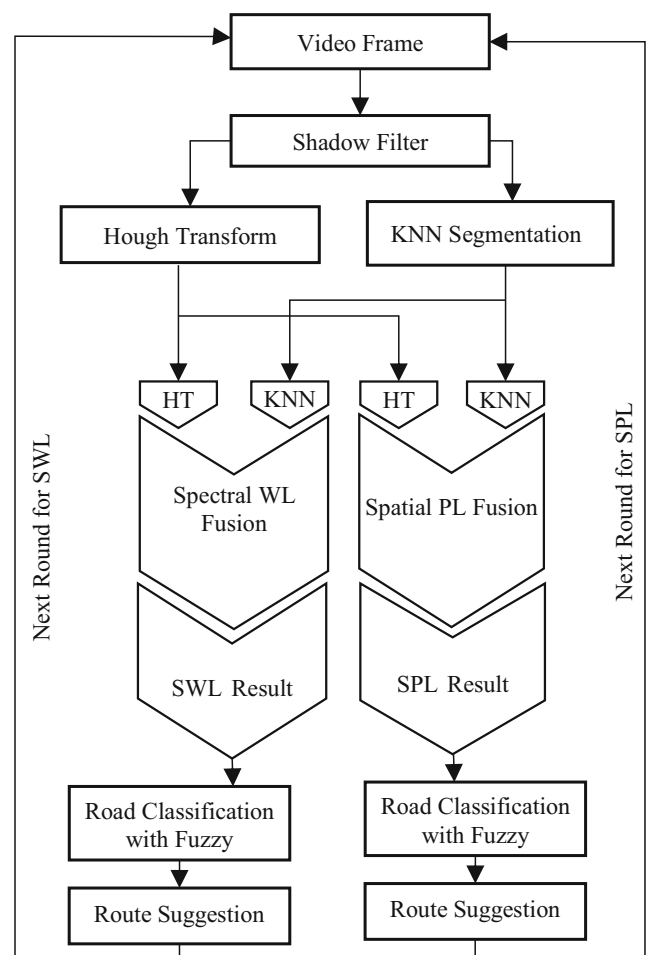 Video Frame
Shadow Filter
Hough Transform
KNN Segmentation
HT
KNN
HT
KNN
Spectral WL
Fusion
Spatial PL Fusion
SWL Result
SPL Result
Road Classification
with Fuzzy
Road Classification
with Fuzzy
Route Suggestion
Route Suggestion
Next Round for SWL
Next Round for SPL